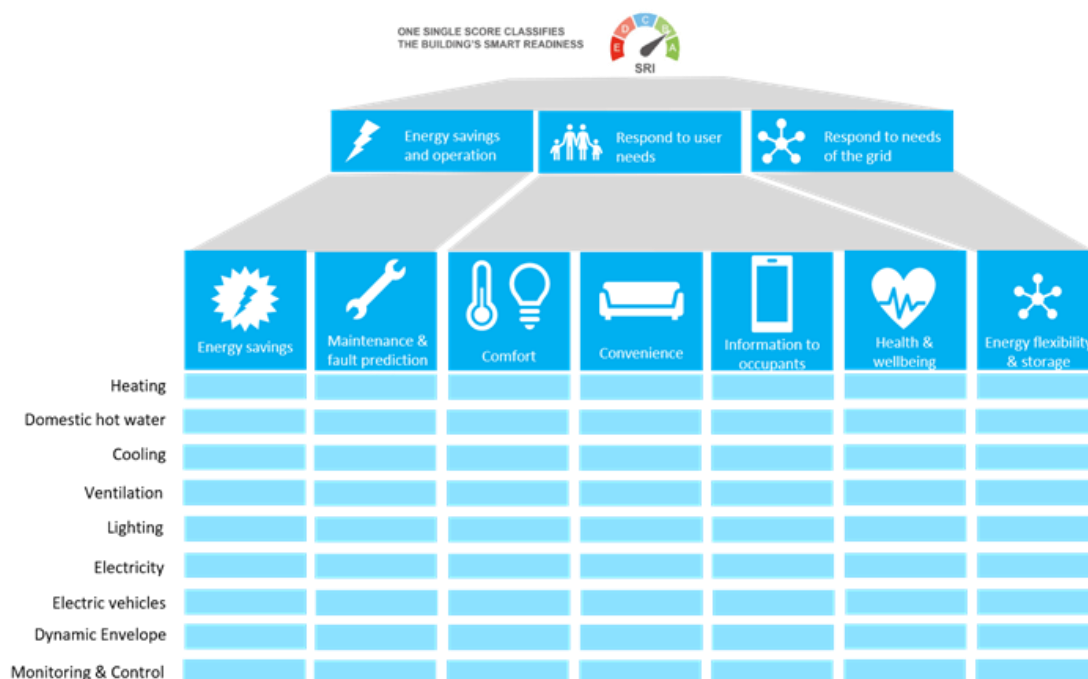 ONE SINGLE SCORE CLASSIFIES
THE BUILDING'S SMART READINESS
E D C B A
SRI
Energy savings
and operation
Respond to user
needs
Respond to needs
of the grid
Energy savings
Maintenance &
fault prediction
Comfort
Convenience
Information to
occupants
Health &
wellbeing
Energy flexibility
& storage
Heating
Domestic hot water
Cooling
Ventilation
Lighting
Electricity
Electric vehicles
Dynamic Envelope
Monitoring & Control